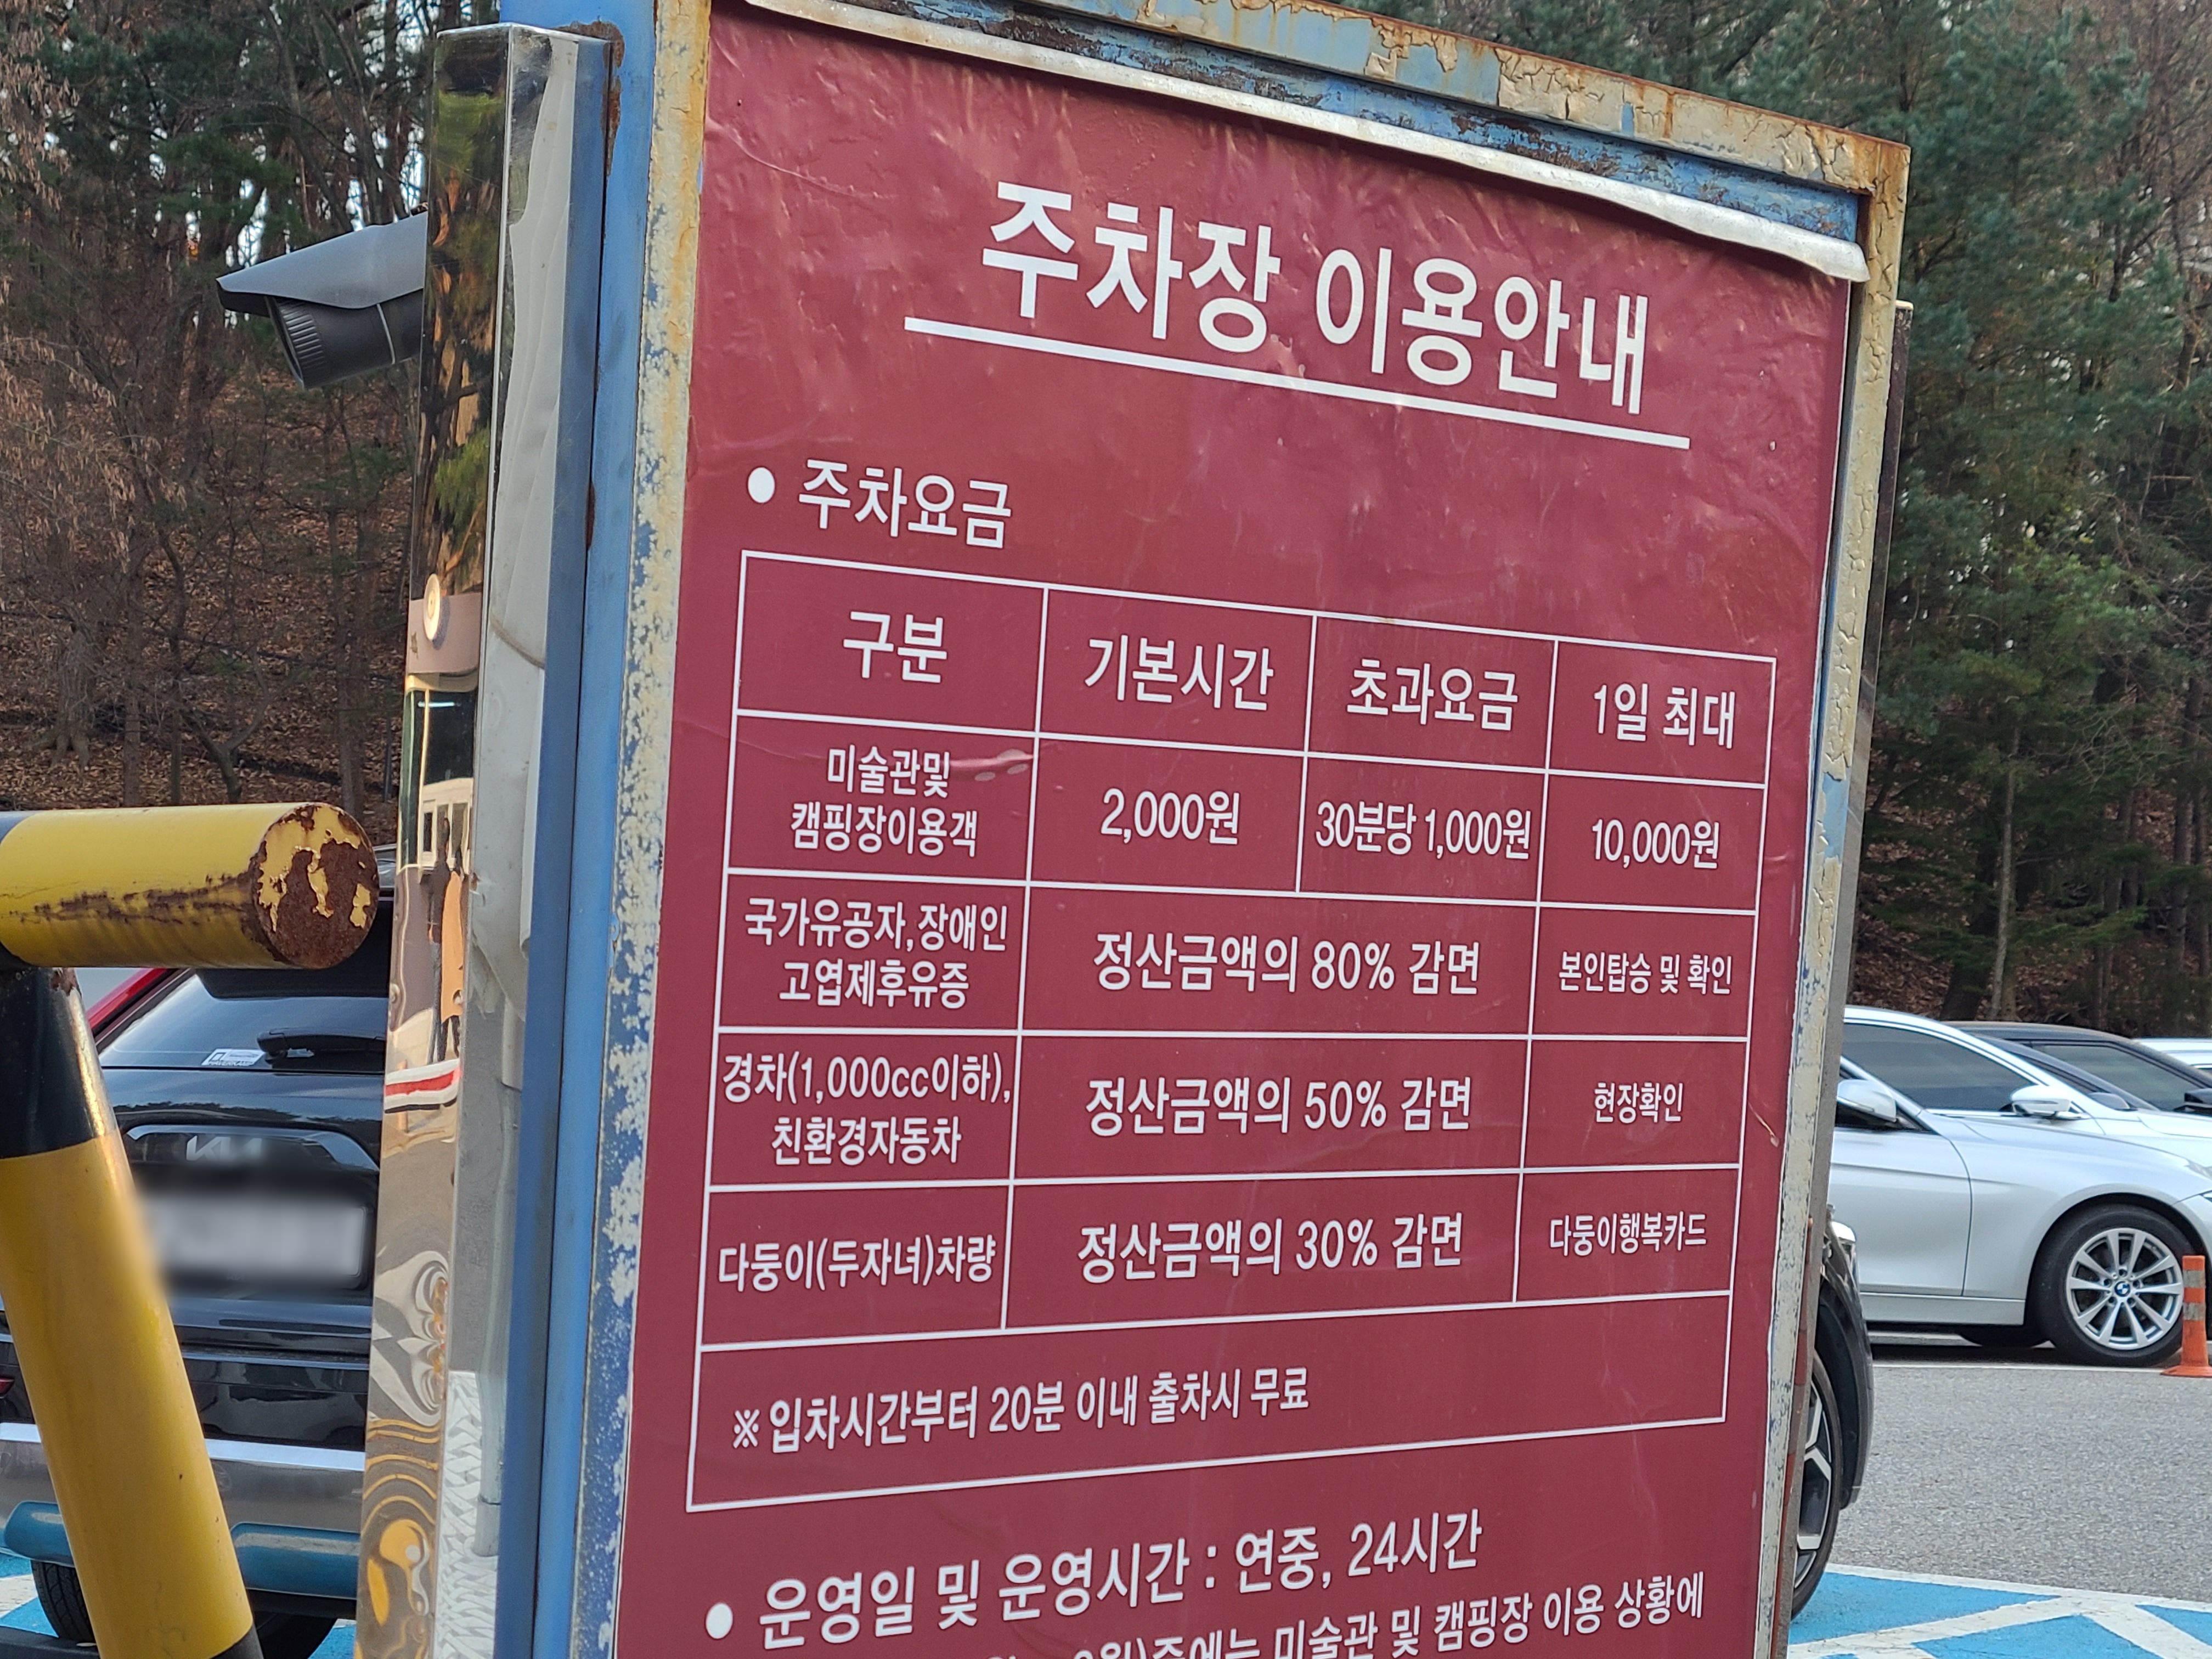 주차장 이용안내
● 주차요금
구분 기본시간 초과요금 1일 최대
미술관및
캠핑장이용객 2,000원 30분당 1,000원 10,000원
국가유공자,장애인
고엽제후유증 정산금액의 80% 감면 본인탑승 및 확인
경차(1,000cc이하),
친환경자동차 정산금액의 50% 감면 현장확인
다둥이(두자녀)차량 정산금액의 30% 감면 다둥이행복카드
※ 입차시간부터 20분 이내 출차시 무료
● 운영일 및 운영시간 : 연중, 24시간
중에는 미술관 및 캠핑장 이용 상황에